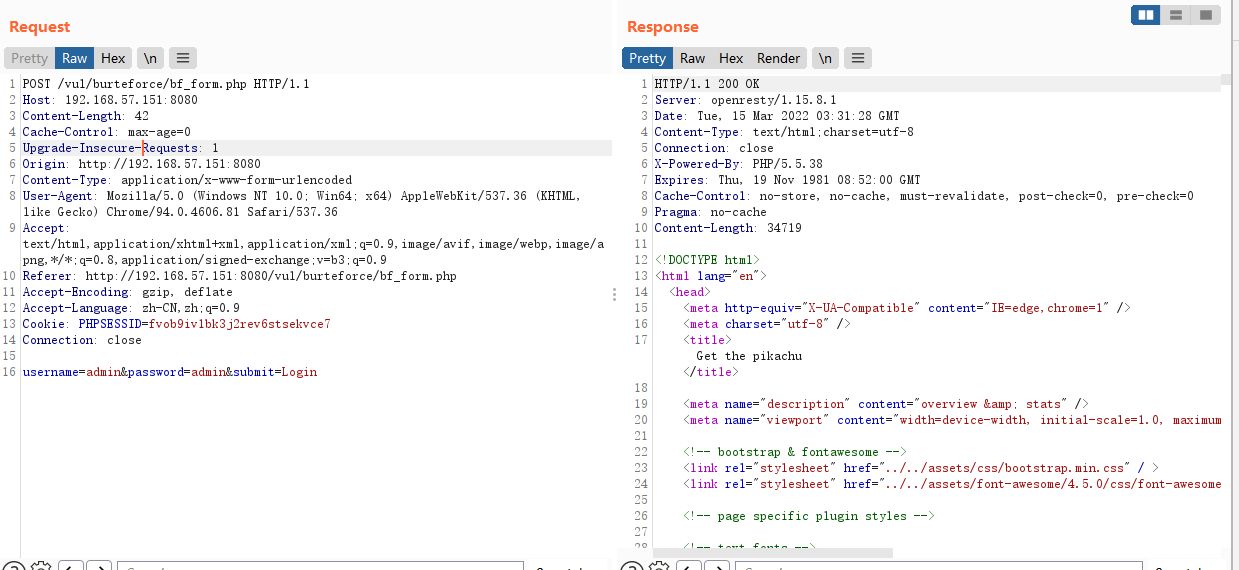 Request
Pretty Raw Hex \n
1 POST /vul/burteforce/bf_form.php HTTP/1.1
2 Host: 192.168.57.151:8080
3 Content-Length: 42
4 Cache-Control: max-age=0
5 Upgrade-Insecure-Requests: 1
6 Origin: http://192.168.57.151:8080
7 Content-Type: application/x-www-form-urlencoded
8 User-Agent: Mozilla/5.0 (Windows NT 10.0; Win64; x64) AppleWebKit/537.36 (KHTML,
like Gecko) Chrome/94.0.4606.81 Safari/537.36
9 Accept:
text/html,application/xhtml+xml,application/xml;q=0.9,image/avif,image/webp,image/a
png,*/*;q=0.8,application/signed-exchange;v=b3;q=0.9
10 Referer: http://192.168.57.151:8080/vul/burteforce/bf_form.php
11 Accept-Encoding: gzip, deflate
12 Accept-Language: zh-CN,zh;q=0.9
13 Cookie: PHPSESSID=fvob9ivlbk3j2rev6stsekvce7
14 Connection: close
15
16 username=admin&password=admin&submit=Login
Response
Pretty Raw Hex Render \n
1 HTTP/1.1 200 OK
2 Server: openresty/1.15.8.1
3 Date: Tue, 15 Mar 2022 03:31:28 GMT
4 Content-Type: text/html;charset=utf-8
5 Connection: close
6 X-Powered-By: PHP/5.5.38
7 Expires: Thu, 19 Nov 1981 08:52:00 GMT
8 Cache-Control: no-store, no-cache, must-revalidate, post-check=0, pre-check=0
9 Pragma: no-cache
10 Content-Length: 34719
11
12 <!DOCTYPE html>
13 <html lang="en">
14 <head>
15 <meta http-equiv="X-UA-Compatible" content="IE=edge,chrome=1" />
16 <meta charset="utf-8" />
17 <title>
Get the pikachu
</title>
18
19 <meta name="description" content="overview &amp; stats" />
20 <meta name="viewport" content="width=device-width, initial-scale=1.0, maximum
21
22 <!-- bootstrap & fontawesome -->
23 <link rel="stylesheet" href="../../assets/css/bootstrap.min.css" / >
24 <link rel="stylesheet" href="../../assets/font-awesome/4.5.0/css/font-awesome
25
26 <!-- page specific plugin styles -->
27
28 <!-- text fonts -->